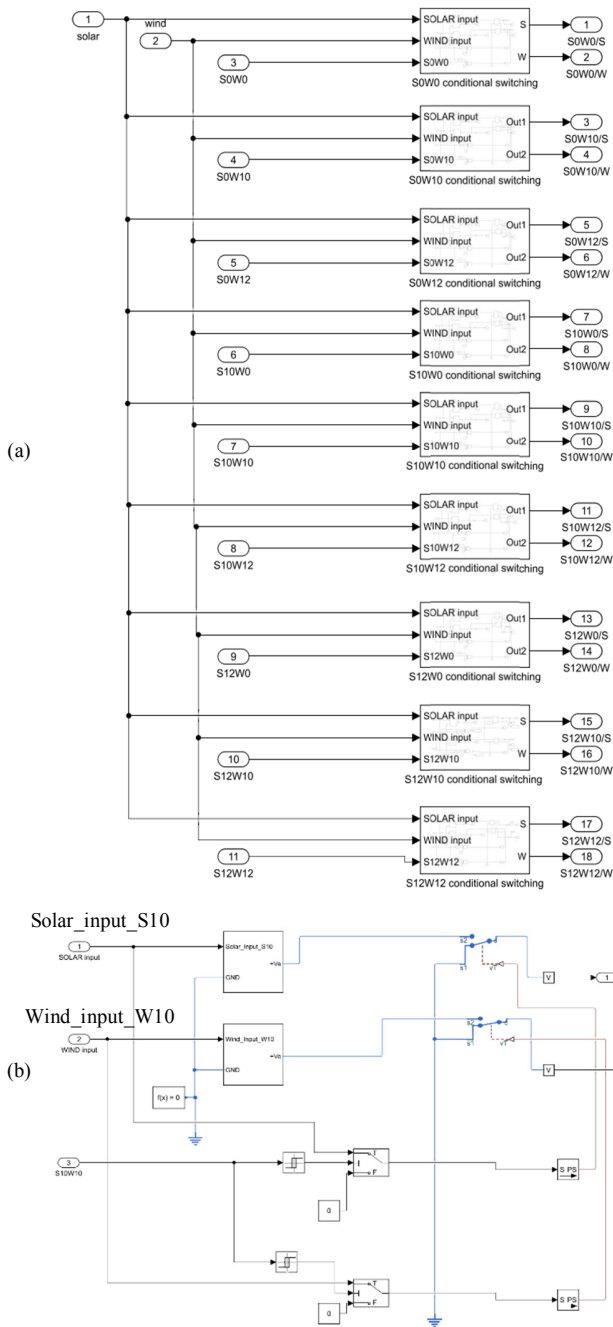 1
solar
wind
2
3
S0W0
SOLAR input
WIND input
S0W0
S
W
S0W0 conditional switching
1
S0W0/S
2
S0W0/W
4
S0W10
SOLAR input
WIND input
S0W10
Out1
Out2
S0W10 conditional switching
3
S0W10/S
4
S0W10/W
5
S0W12
SOLAR input
WIND input
S0W12
Out1
Out2
S0W12 conditional switching
5
S0W12/S
6
S0W12/W
6
S10W0
SOLAR input
WIND input
S10W0
Out1
Out2
S10W0 conditional switching
7
S10W0/S
8
S10W0/W
(a)
7
S10W10
SOLAR input
WIND input
S10W10
Out1
Out2
S10W10 conditional switching
9
S10W10/S
10
S10W10/W
8
S10W12
SOLAR input
WIND input
S10W12
Out1
Out2
S10W12 conditional switching
11
S10W12/S
12
S10W12/W
9
S12W0
SOLAR input
WIND input
S12W0
Out1
Out2
S12W0 conditional switching
13
S12W0/S
14
S12W0/W
10
S12W10
SOLAR input
WIND input
S12W10
S
W
S12W10 conditional switching
15
S12W10/S
16
S12W10/W
11
S12W12
SOLAR input
WIND input
S12W12
S
W
S12W12 conditional switching
17
S12W12/S
18
S12W12/W
Solar_input_S10
1
SOLAR input
Solar_Input_S10
+Va
GND
s2
s1
vT
V
1
Wind_input_W10
2
WIND input
Wind_Input_W10
+Va
GND
s2
s1
vT
V
(b)
f(x) = 0
3
S10W10
T
F
0
S PS
T
F
0
S PS